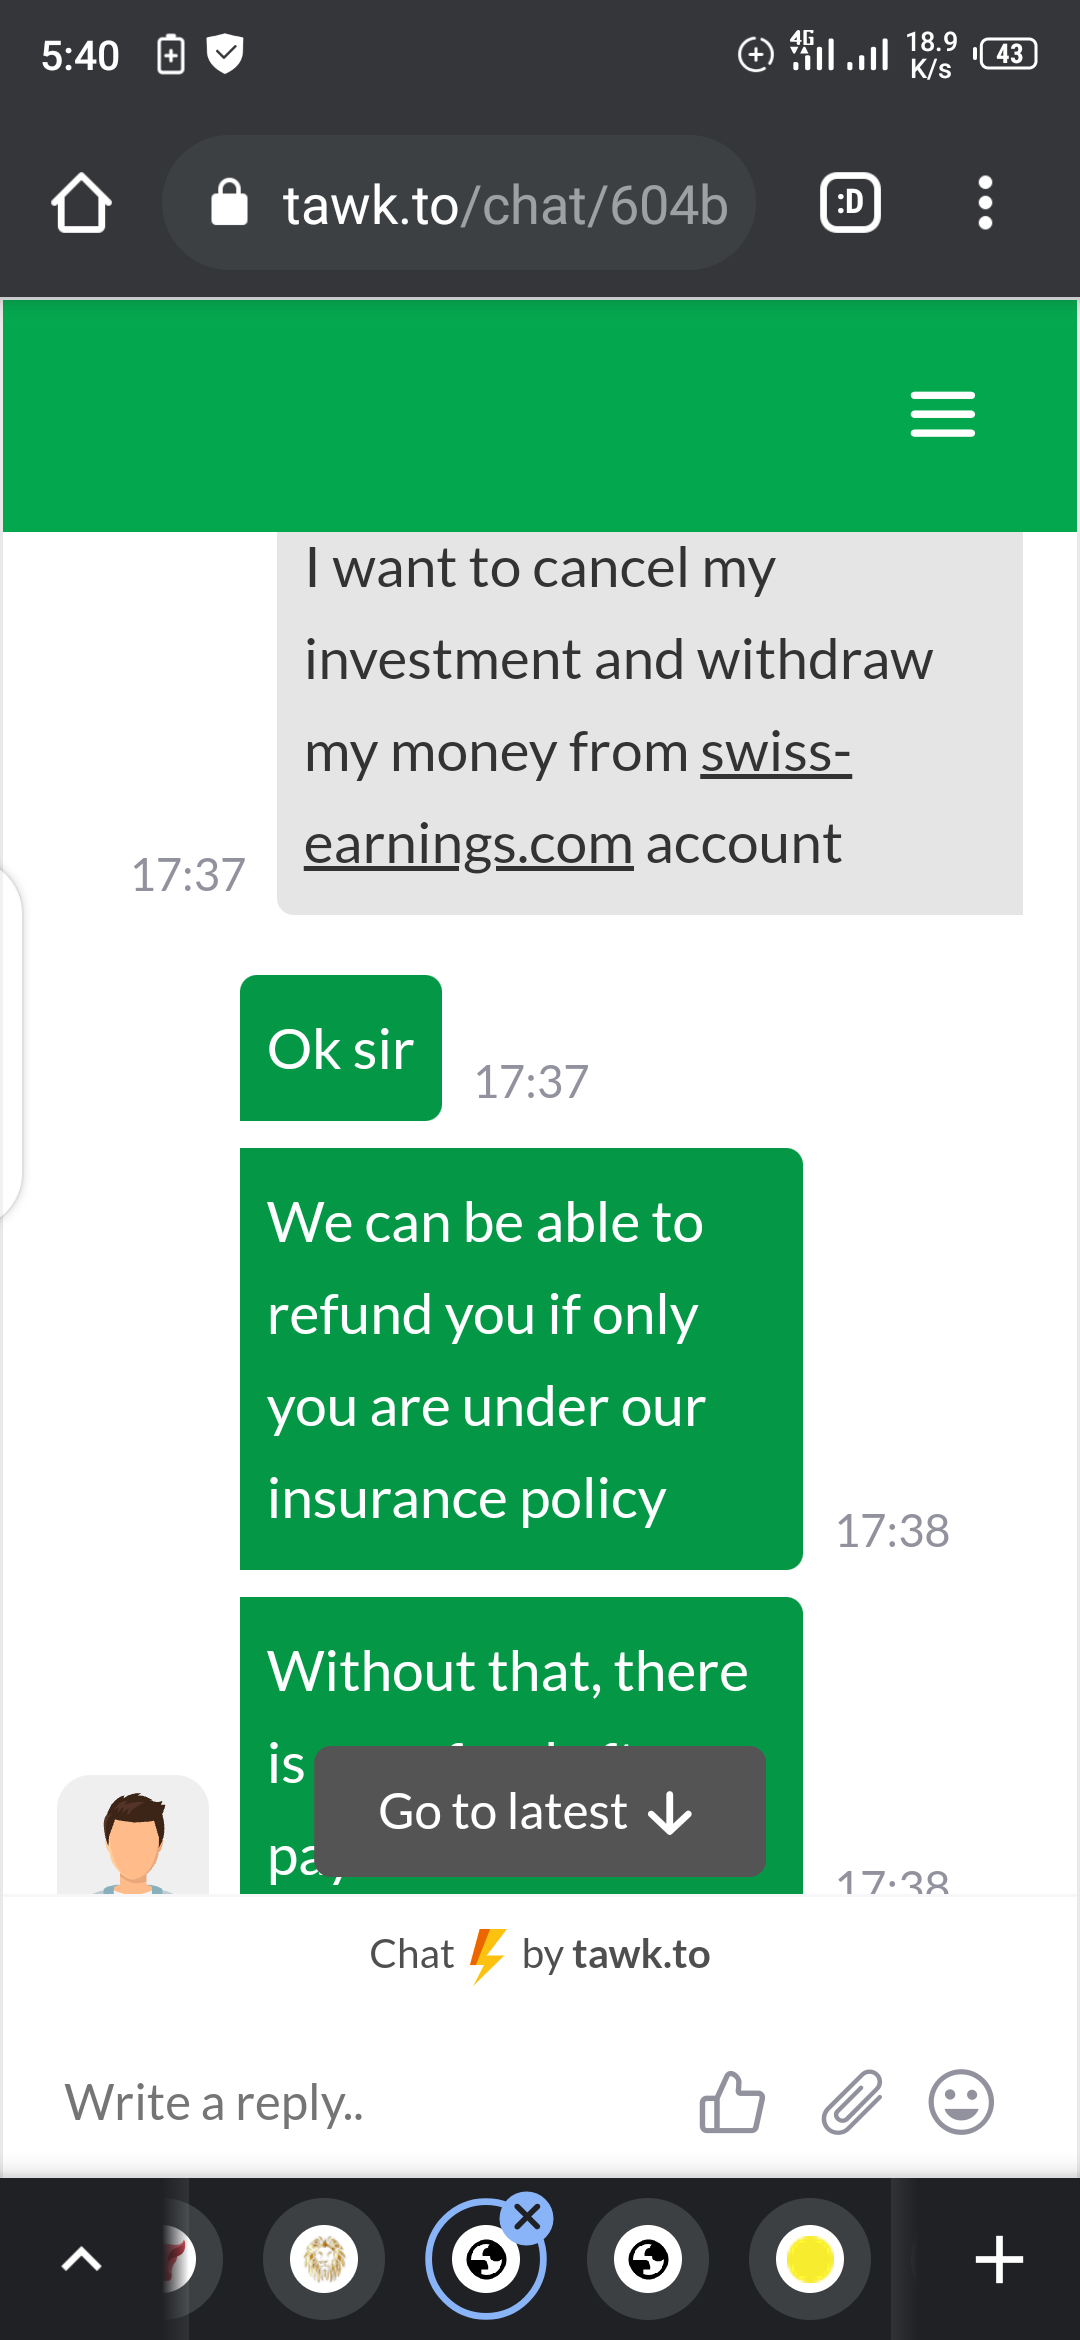 5:40
4G
18.9
K/s
43
tawk.to/chat/604b
:D
I want to cancel my
investment and withdraw
my money from swiss-
earnings.com account
17:37
Ok sir
17:37
We can be able to
refund you if only
you are under our
insurance policy
17:38
Without that, there
is
Go to latest
17:38
Chat by tawk.to
Write a reply..